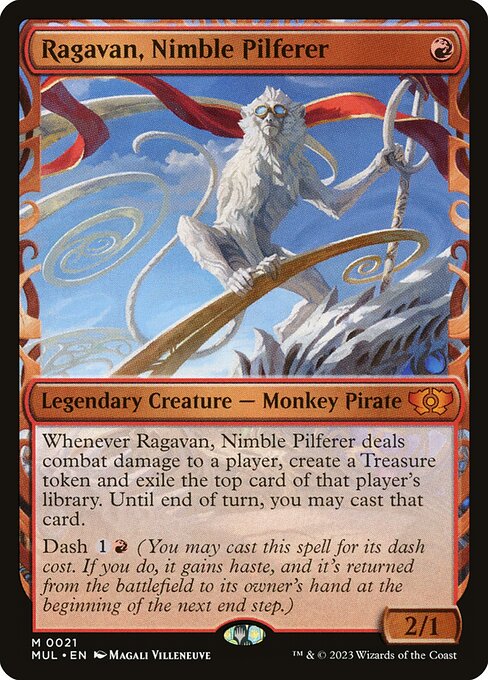 Ragavan, Nimble Pilferer
Legendary Creature — Monkey Pirate
Whenever Ragavan, Nimble Pilferer deals
combat damage to a player, create a Treasure
token and exile the top card of that player's
library. Until end of turn, you may cast that
card.
Dash 1 (You may cast this spell for its dash
cost. If you do, it gains haste, and it's returned
from the battlefield to its owner's hand at the
beginning of the next end step.)
2/1
M 0021
MUL • EN Magali Villeneuve
™ & © 2023 Wizards of the Coast